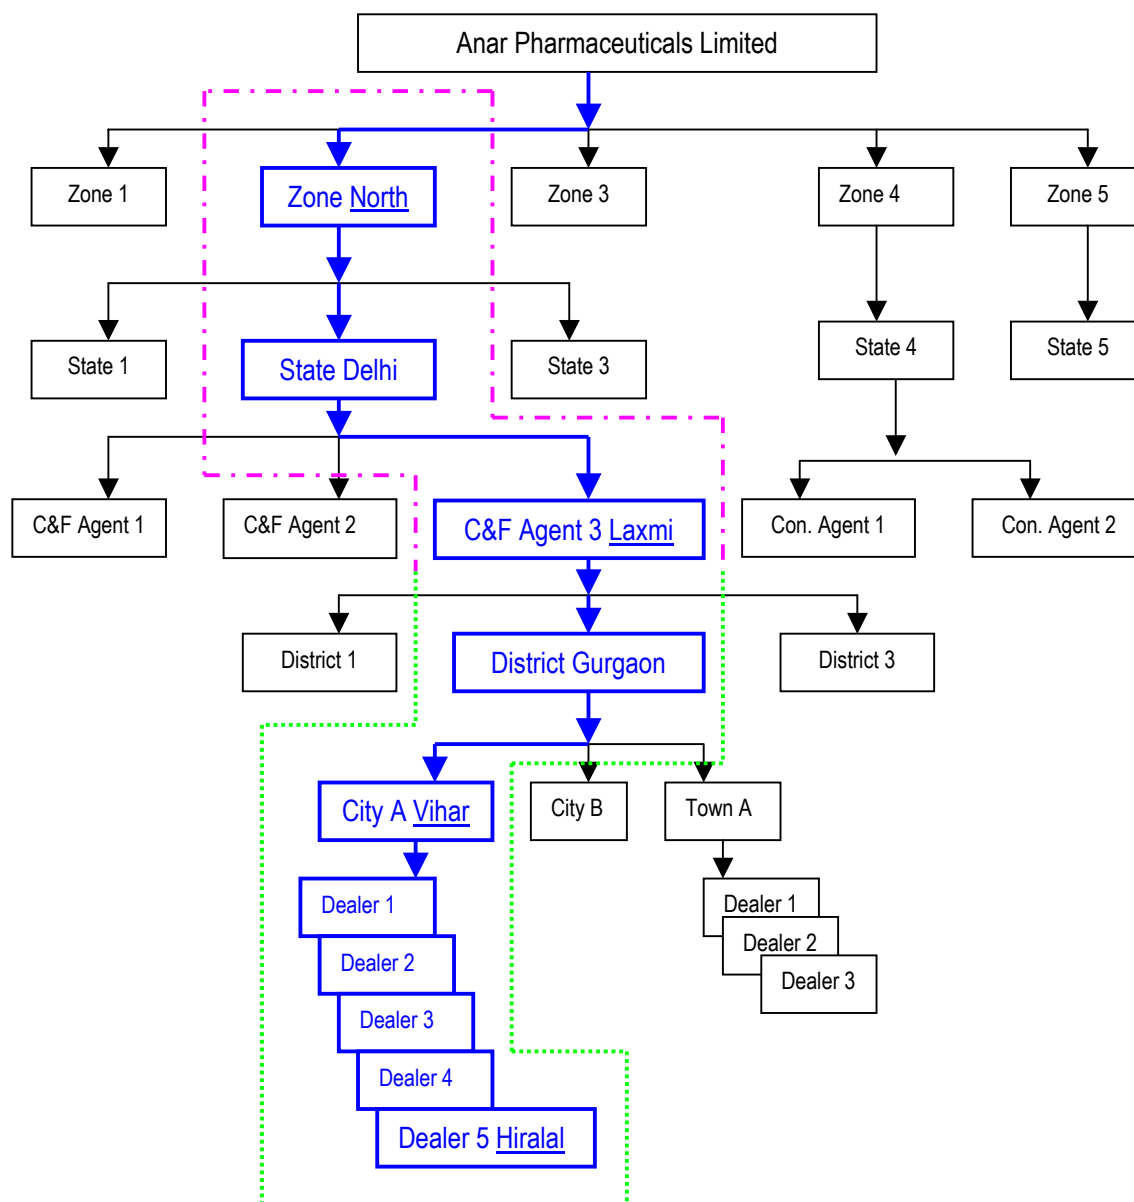 Anar Pharmaceuticals Limited
Zone 1
Zone North
Zone 3
Zone 4
Zone 5
State 1
State Delhi
State 3
State 4
State 5
C&F Agent 1
C&F Agent 2
C&F Agent 3 Laxmi
Con. Agent 1
Con. Agent 2
District 1
District Gurgaon
District 3
City A Vihar
City B
Town A
Dealer 1
Dealer 2
Dealer 3
Dealer 4
Dealer 5 Hiralal
Dealer 1
Dealer 2
Dealer 3